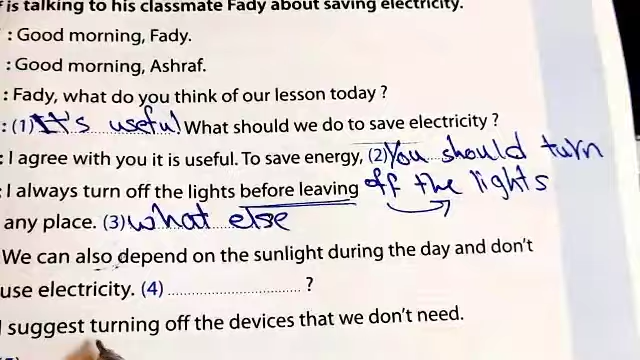 is talking to his classmate Fady about saving electricity.
: Good morning, Fady.
: Good morning, Ashraf.
: Fady, what do you think of our lesson today ?
: (1) It's useful What should we do to save electricity ?
: I agree with you it is useful. To save energy, (2) You should turn
: I always turn off the lights before leaving off the lights
any place. (3) what else
We can also depend on the sunlight during the day and don't
use electricity. (4) .................................. ?
I suggest turning off the devices that we don't need.